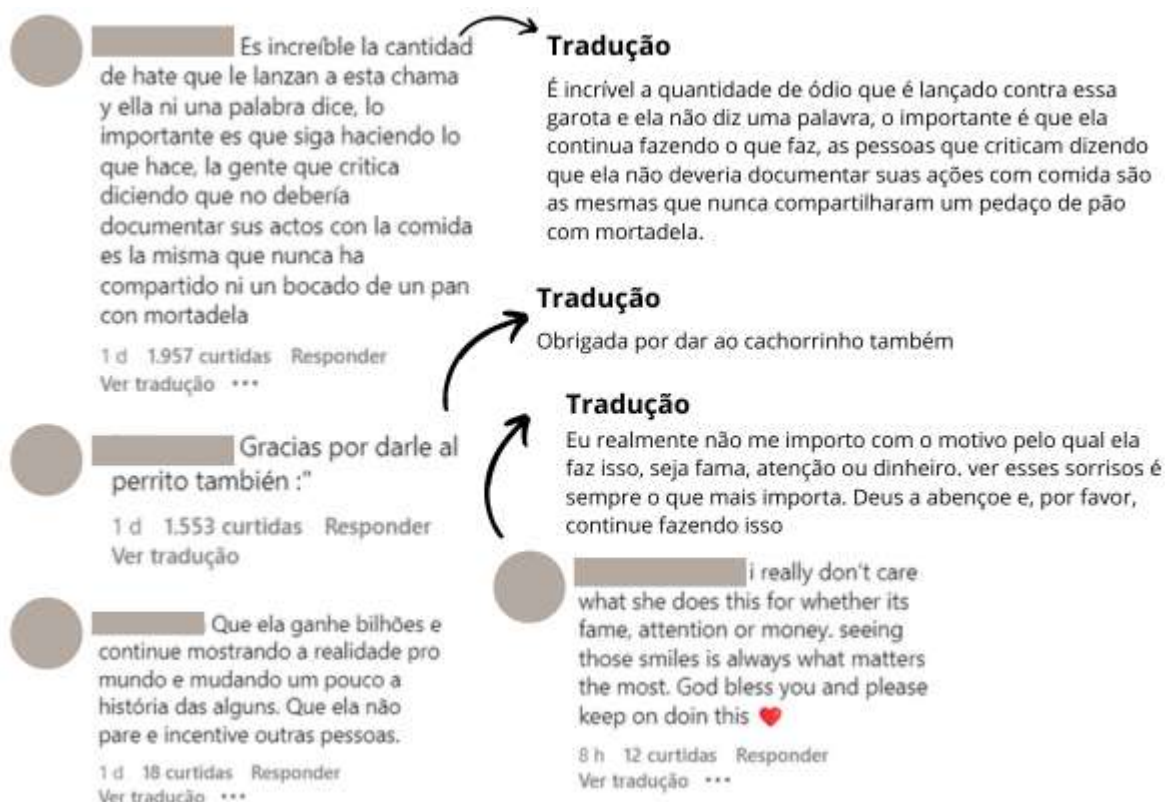 Es increíble la cantidad
de hate que le lanzan a esta chama
y ella ni una palabra dice, lo
importante es que siga haciendo lo
que hace, la gente que critica
diciendo que no debería
documentar sus actos con la comida
es la misma que nunca ha
compartido ni un bocado de un pan
con mortadela
1 d 1.957 curtidas Responder
Ver tradução •••
Tradução
É incrível a quantidade de ódio que é lançado contra essa
garota e ela não diz uma palavra, o importante é que ela
continua fazendo o que faz, as pessoas que criticam dizendo
que ela não deveria documentar suas ações com comida são
as mesmas que nunca compartilharam um pedaço de pão
com mortadela.
Gracias por darle al
perrito también :"
1 d 1.553 curtidas Responder
Ver tradução
Tradução
Obrigada por dar ao cachorrinho também
Que ela ganhe bilhões e
continue mostrando a realidade pro
mundo e mudando um pouco a
história das alguns. Que ela não
pare e incentive outras pessoas.
1 d 18 curtidas Responder
Ver tradução •••
Tradução
Eu realmente não me importo com o motivo pelo qual ela
faz isso, seja fama, atenção ou dinheiro. ver esses sorrisos é
sempre o que mais importa. Deus a abençoe e, por favor,
continue fazendo isso
i really don't care
what she does this for whether its
fame, attention or money. seeing
those smiles is always what matters
the most. God bless you and please
keep on doin this ❤
8 h 12 curtidas Responder
Ver tradução •••